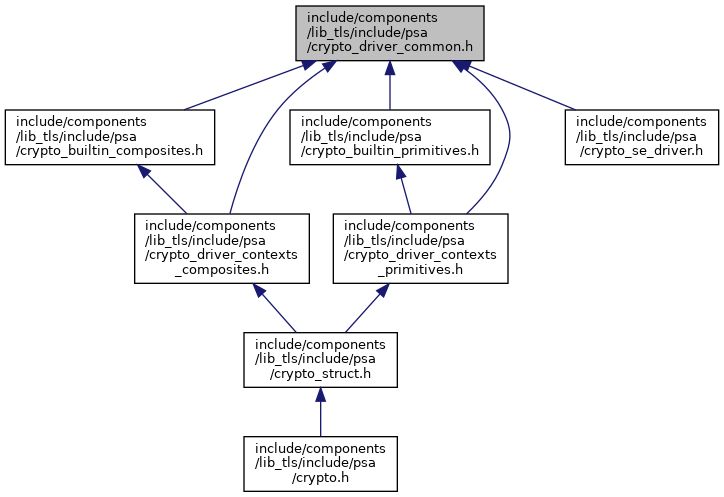 include/components
/lib_tls/include/psa
/crypto_driver_common.h
include/components
/lib_tls/include/psa
/crypto_builtin_composites.h
include/components
/lib_tls/include/psa
/crypto_builtin_primitives.h
include/components
/lib_tls/include/psa
/crypto_se_driver.h
include/components
/lib_tls/include/psa
/crypto_driver_contexts
_composites.h
include/components
/lib_tls/include/psa
/crypto_driver_contexts
_primitives.h
include/components
/lib_tls/include/psa
/crypto_struct.h
include/components
/lib_tls/include/psa
/crypto.h